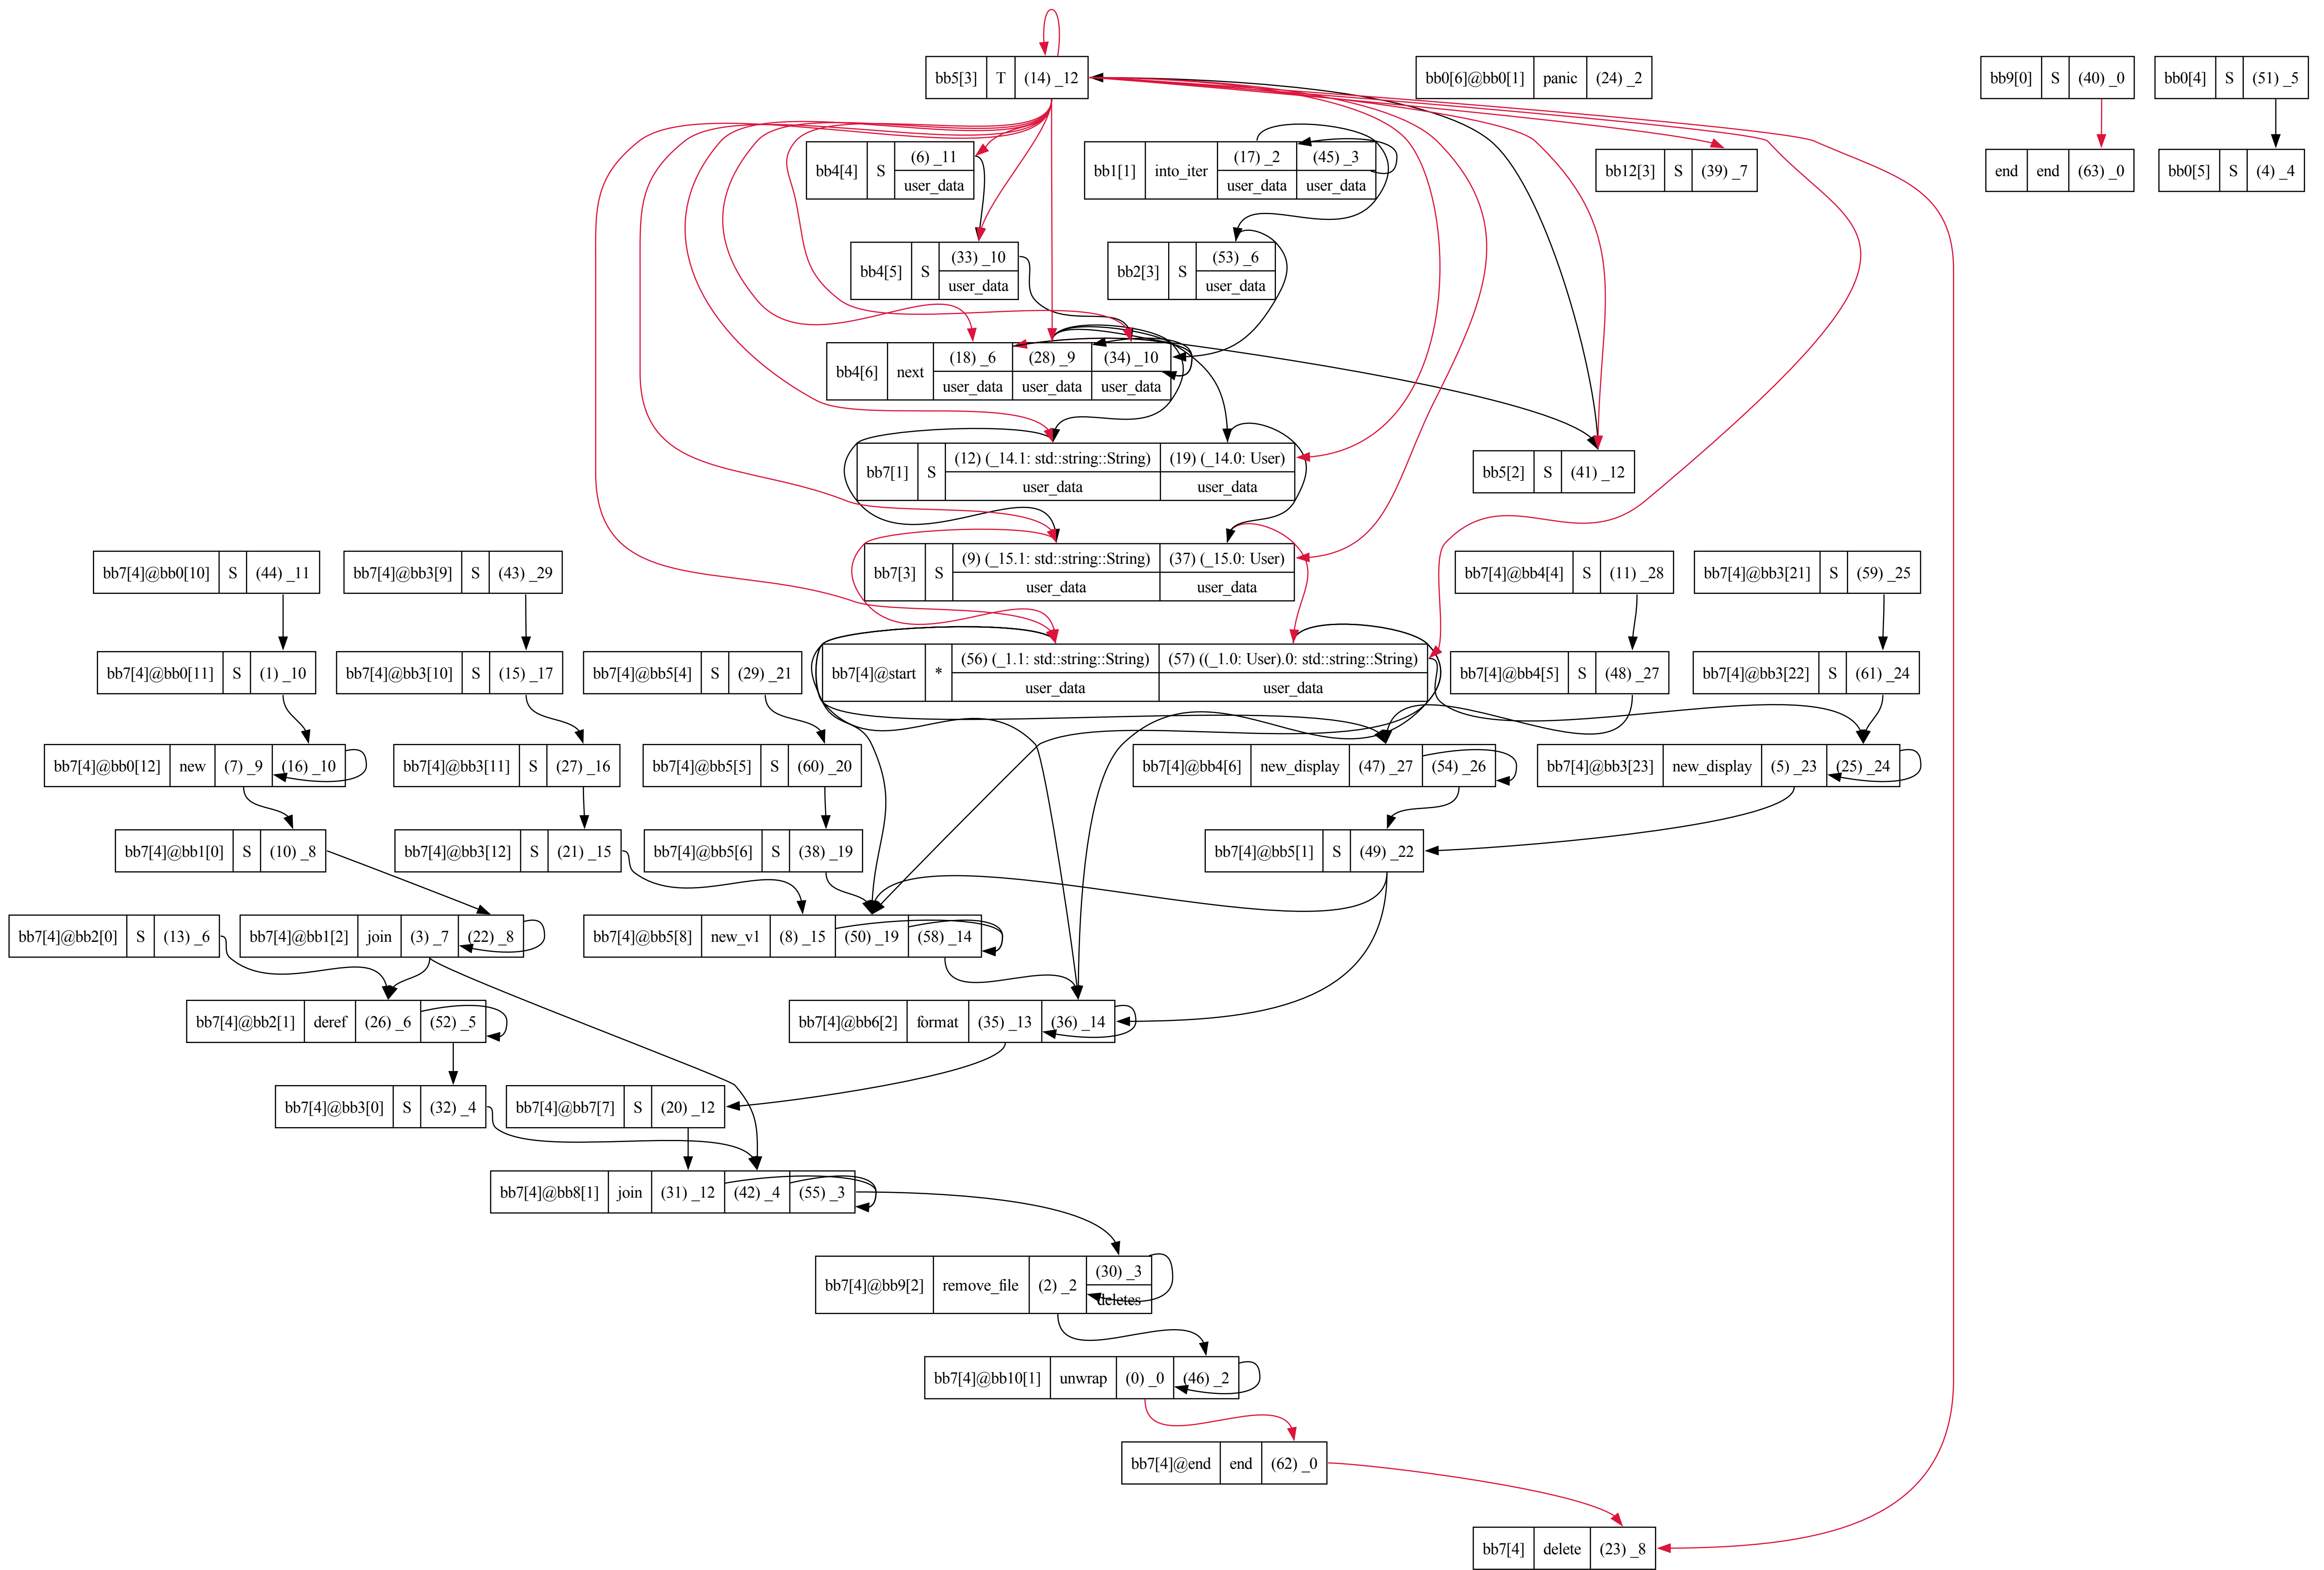 bb5[3] T (14) _12
bb0[6]@bb0[1] panic (24) _2
bb9[0] S (40) _0
bb0[4] S (51) _5
bb4[4] S (6) _11
user_data
bb1[1] into_iter (17) _2 (45) _3
user_data user_data
bb12[3] S (39) _7
end end (63) _0
bb0[5] S (4) _4
bb4[5] S (33) _10
user_data
bb2[3] S (53) _6
user_data
bb4[6] next (18) _6 (28) _9 (34) _10
user_data user_data user_data
bb7[1] S (12) (_14.1: std::string::String) (19) (_14.0: User)
user_data user_data
bb5[2] S (41) _12
bb7[3] S (9) (_15.1: std::string::String) (37) (_15.0: User)
user_data user_data
bb7[4]@bb0[10] S (44) _11
bb7[4]@bb3[9] S (43) _29
bb7[4]@bb4[4] S (11) _28
bb7[4]@bb3[21] S (59) _25
bb7[4]@bb0[11] S (1) _10
bb7[4]@bb3[10] S (15) _17
bb7[4]@bb5[4] S (29) _21
bb7[4]@start * (56) (_1.1: std::string::String) (57) ((_1.0: User).0: std::string::String)
user_data user_data
bb7[4]@bb4[5] S (48) _27
bb7[4]@bb3[22] S (61) _24
bb7[4]@bb0[12] new (7) _9 (16) _10
bb7[4]@bb3[11] S (27) _16
bb7[4]@bb5[5] S (60) _20
bb7[4]@bb4[6] new_display (47) _27 (54) _26
bb7[4]@bb3[23] new_display (5) _23 (25) _24
bb7[4]@bb1[0] S (10) _8
bb7[4]@bb3[12] S (21) _15
bb7[4]@bb5[6] S (38) _19
bb7[4]@bb5[1] S (49) _22
bb7[4]@bb2[0] S (13) _6
bb7[4]@bb1[2] join (3) _7 (22) _8
bb7[4]@bb5[8] new_v1 (8) _15 (50) _19 (58) _14
bb7[4]@bb2[1] deref (26) _6 (52) _5
bb7[4]@bb6[2] format (35) _13 (36) _14
bb7[4]@bb3[0] S (32) _4
bb7[4]@bb7[7] S (20) _12
bb7[4]@bb8[1] join (31) _12 (42) _4 (55) _3
bb7[4]@bb9[2] remove_file (2) _2 (30) _3
deletes
bb7[4]@bb10[1] unwrap (0) _0 (46) _2
bb7[4]@end end (62) _0
bb7[4] delete (23) _8